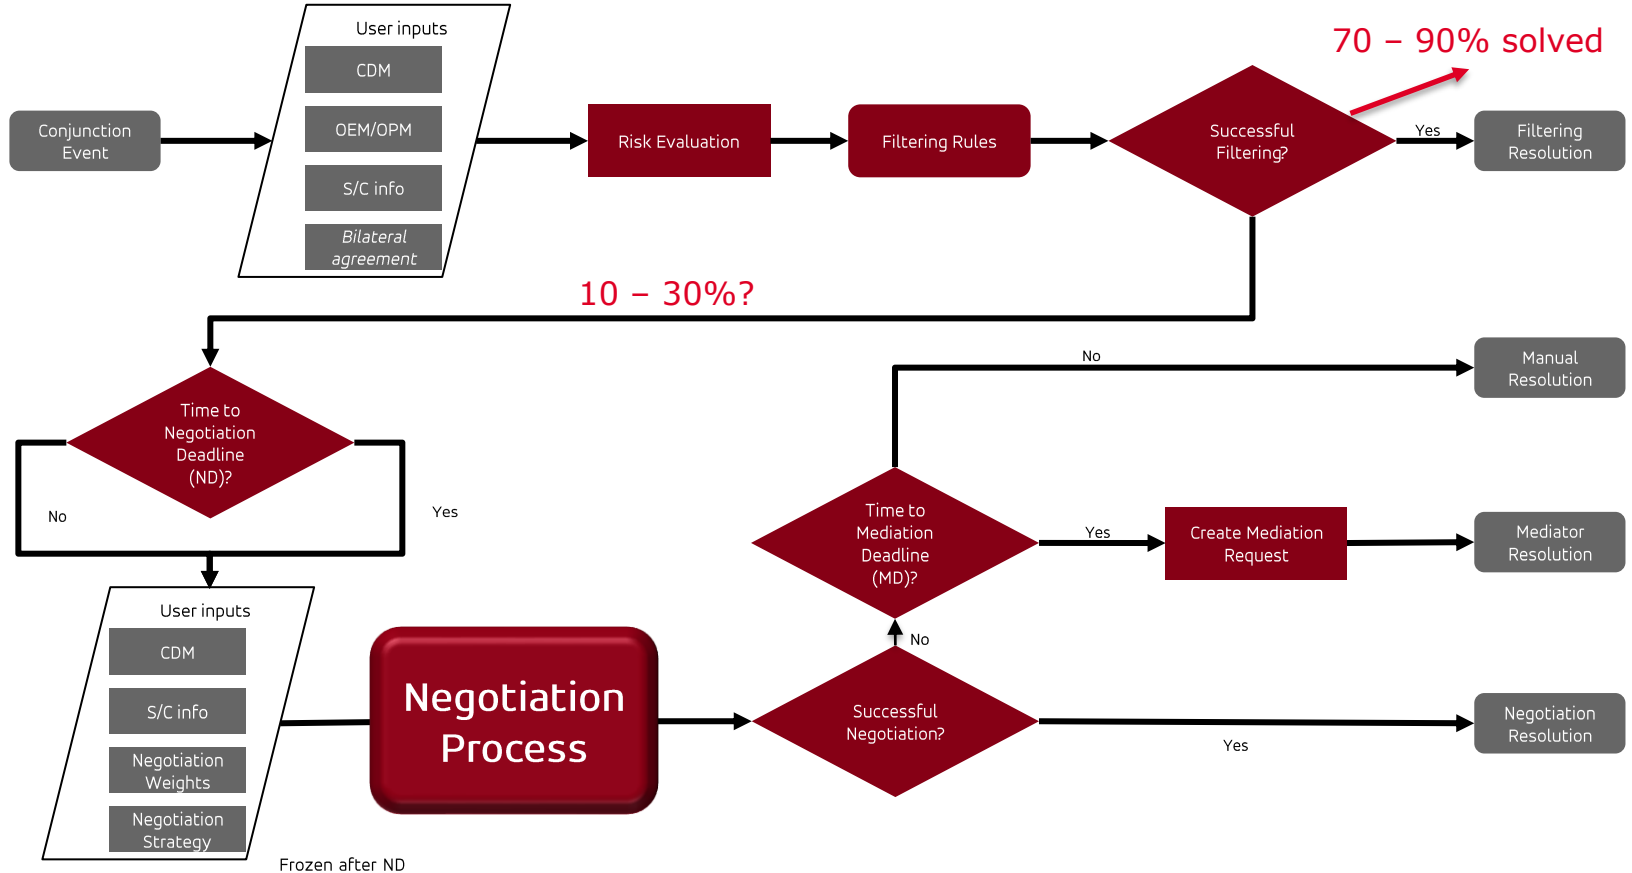 User inputs
CDM
OEM/OPM
S/C info
Bilateral
agreement
Conjunction
Event
Risk Evaluation
Filtering Rules
Successful
Filtering?
70 – 90% solved
Yes
Filtering
Resolution
10 – 30%?
Time to
Negotiation
Deadline
(ND)?
No
Yes
No
Manual
Resolution
Time to
Mediation
Deadline
(MD)?
Yes
Create Mediation
Request
Mediator
Resolution
User inputs
CDM
S/C info
Negotiation
Weights
Negotiation
Strategy
Frozen after ND
Negotiation
Process
No
Successful
Negotiation?
Yes
Negotiation
Resolution